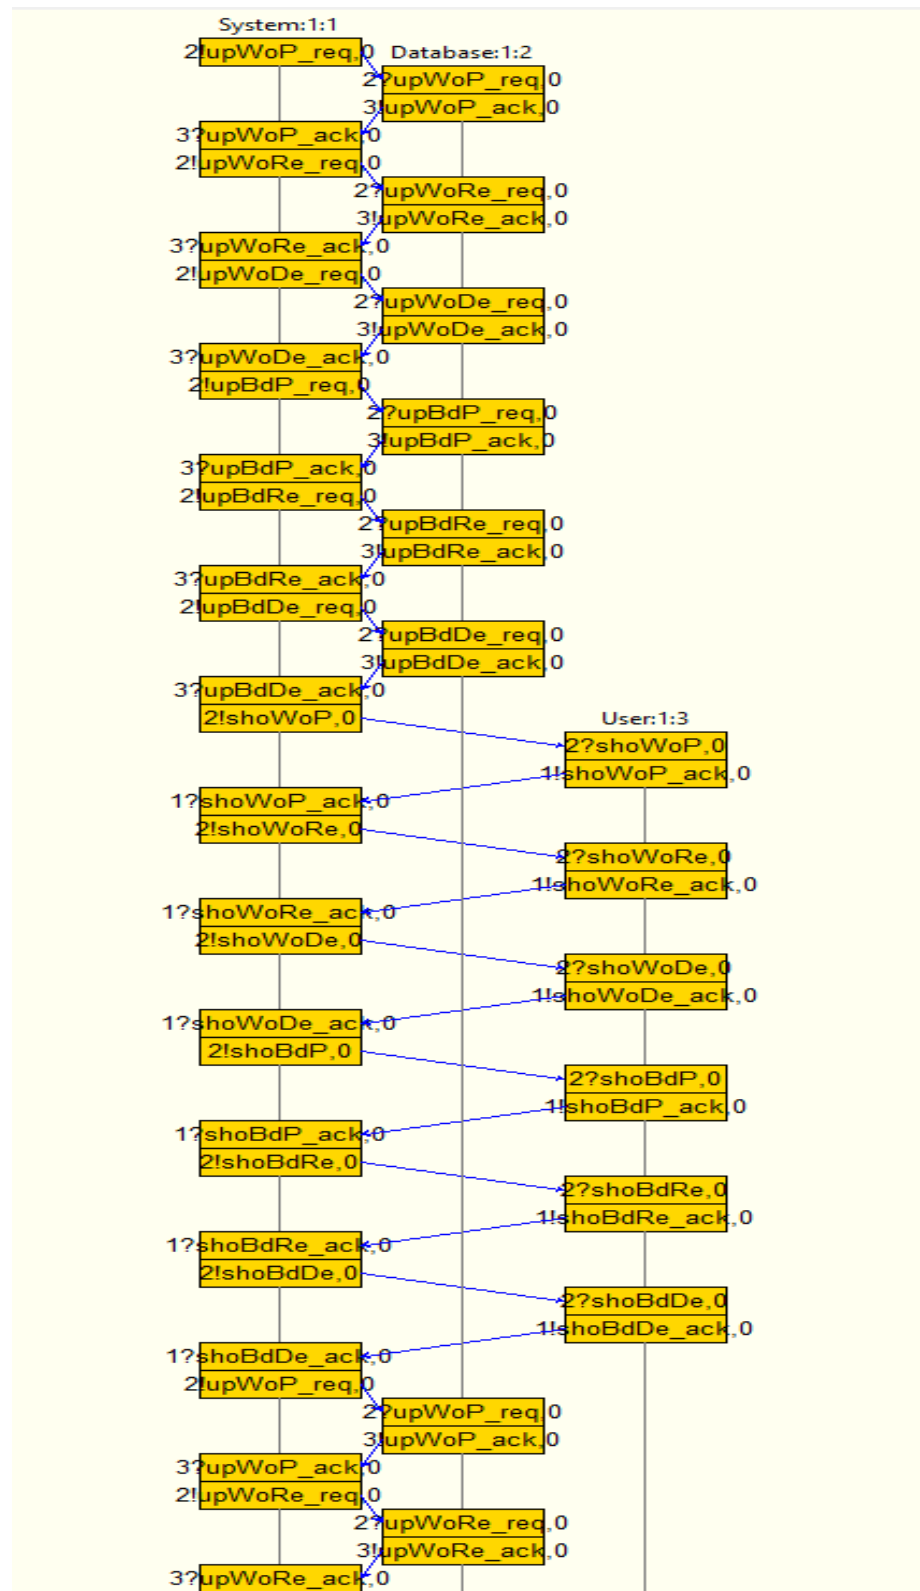 System:1:1
2!upWoP_req,0
Database:1:2
2?upWoP_req,0
3!upWoP_ack,0
3?upWoP_ack,0
2!upWoRe_req,0
2?upWoRe_req,0
3!upWoRe_ack,0
3?upWoRe_ack,0
2!upWoDe_req,0
2?upWoDe_req,0
3!upWoDe_ack,0
3?upWoDe_ack,0
2!upBdP_req,0
2?upBdP_req,0
3!upBdP_ack,0
3?upBdP_ack,0
2!upBdRe_req,0
2?upBdRe_req,0
3!upBdRe_ack,0
3?upBdRe_ack,0
2!upBdDe_req,0
2?upBdDe_req,0
3!upBdDe_ack,0
3?upBdDe_ack,0
2!shoWoP,0
User:1:3
2?shoWoP,0
1!shoWoP_ack,0
1?shoWoP_ack,0
2!shoWoRe,0
2?shoWoRe,0
1!shoWoRe_ack,0
1?shoWoRe_ack,0
2!shoWoDe,0
2?shoWoDe,0
1!shoWoDe_ack,0
1?shoWoDe_ack,0
2!shoBdP,0
2?shoBdP,0
1!shoBdP_ack,0
1?shoBdP_ack,0
2!shoBdRe,0
2?shoBdRe,0
1!shoBdRe_ack,0
1?shoBdRe_ack,0
2!shoBdDe,0
2?shoBdDe,0
1!shoBdDe_ack,0
1?shoBdDe_ack,0
2!upWoP_req,0
2?upWoP_req,0
3!upWoP_ack,0
3?upWoP_ack,0
2!upWoRe_req,0
2?upWoRe_req,0
3!upWoRe_ack,0
3?upWoRe_ack,0